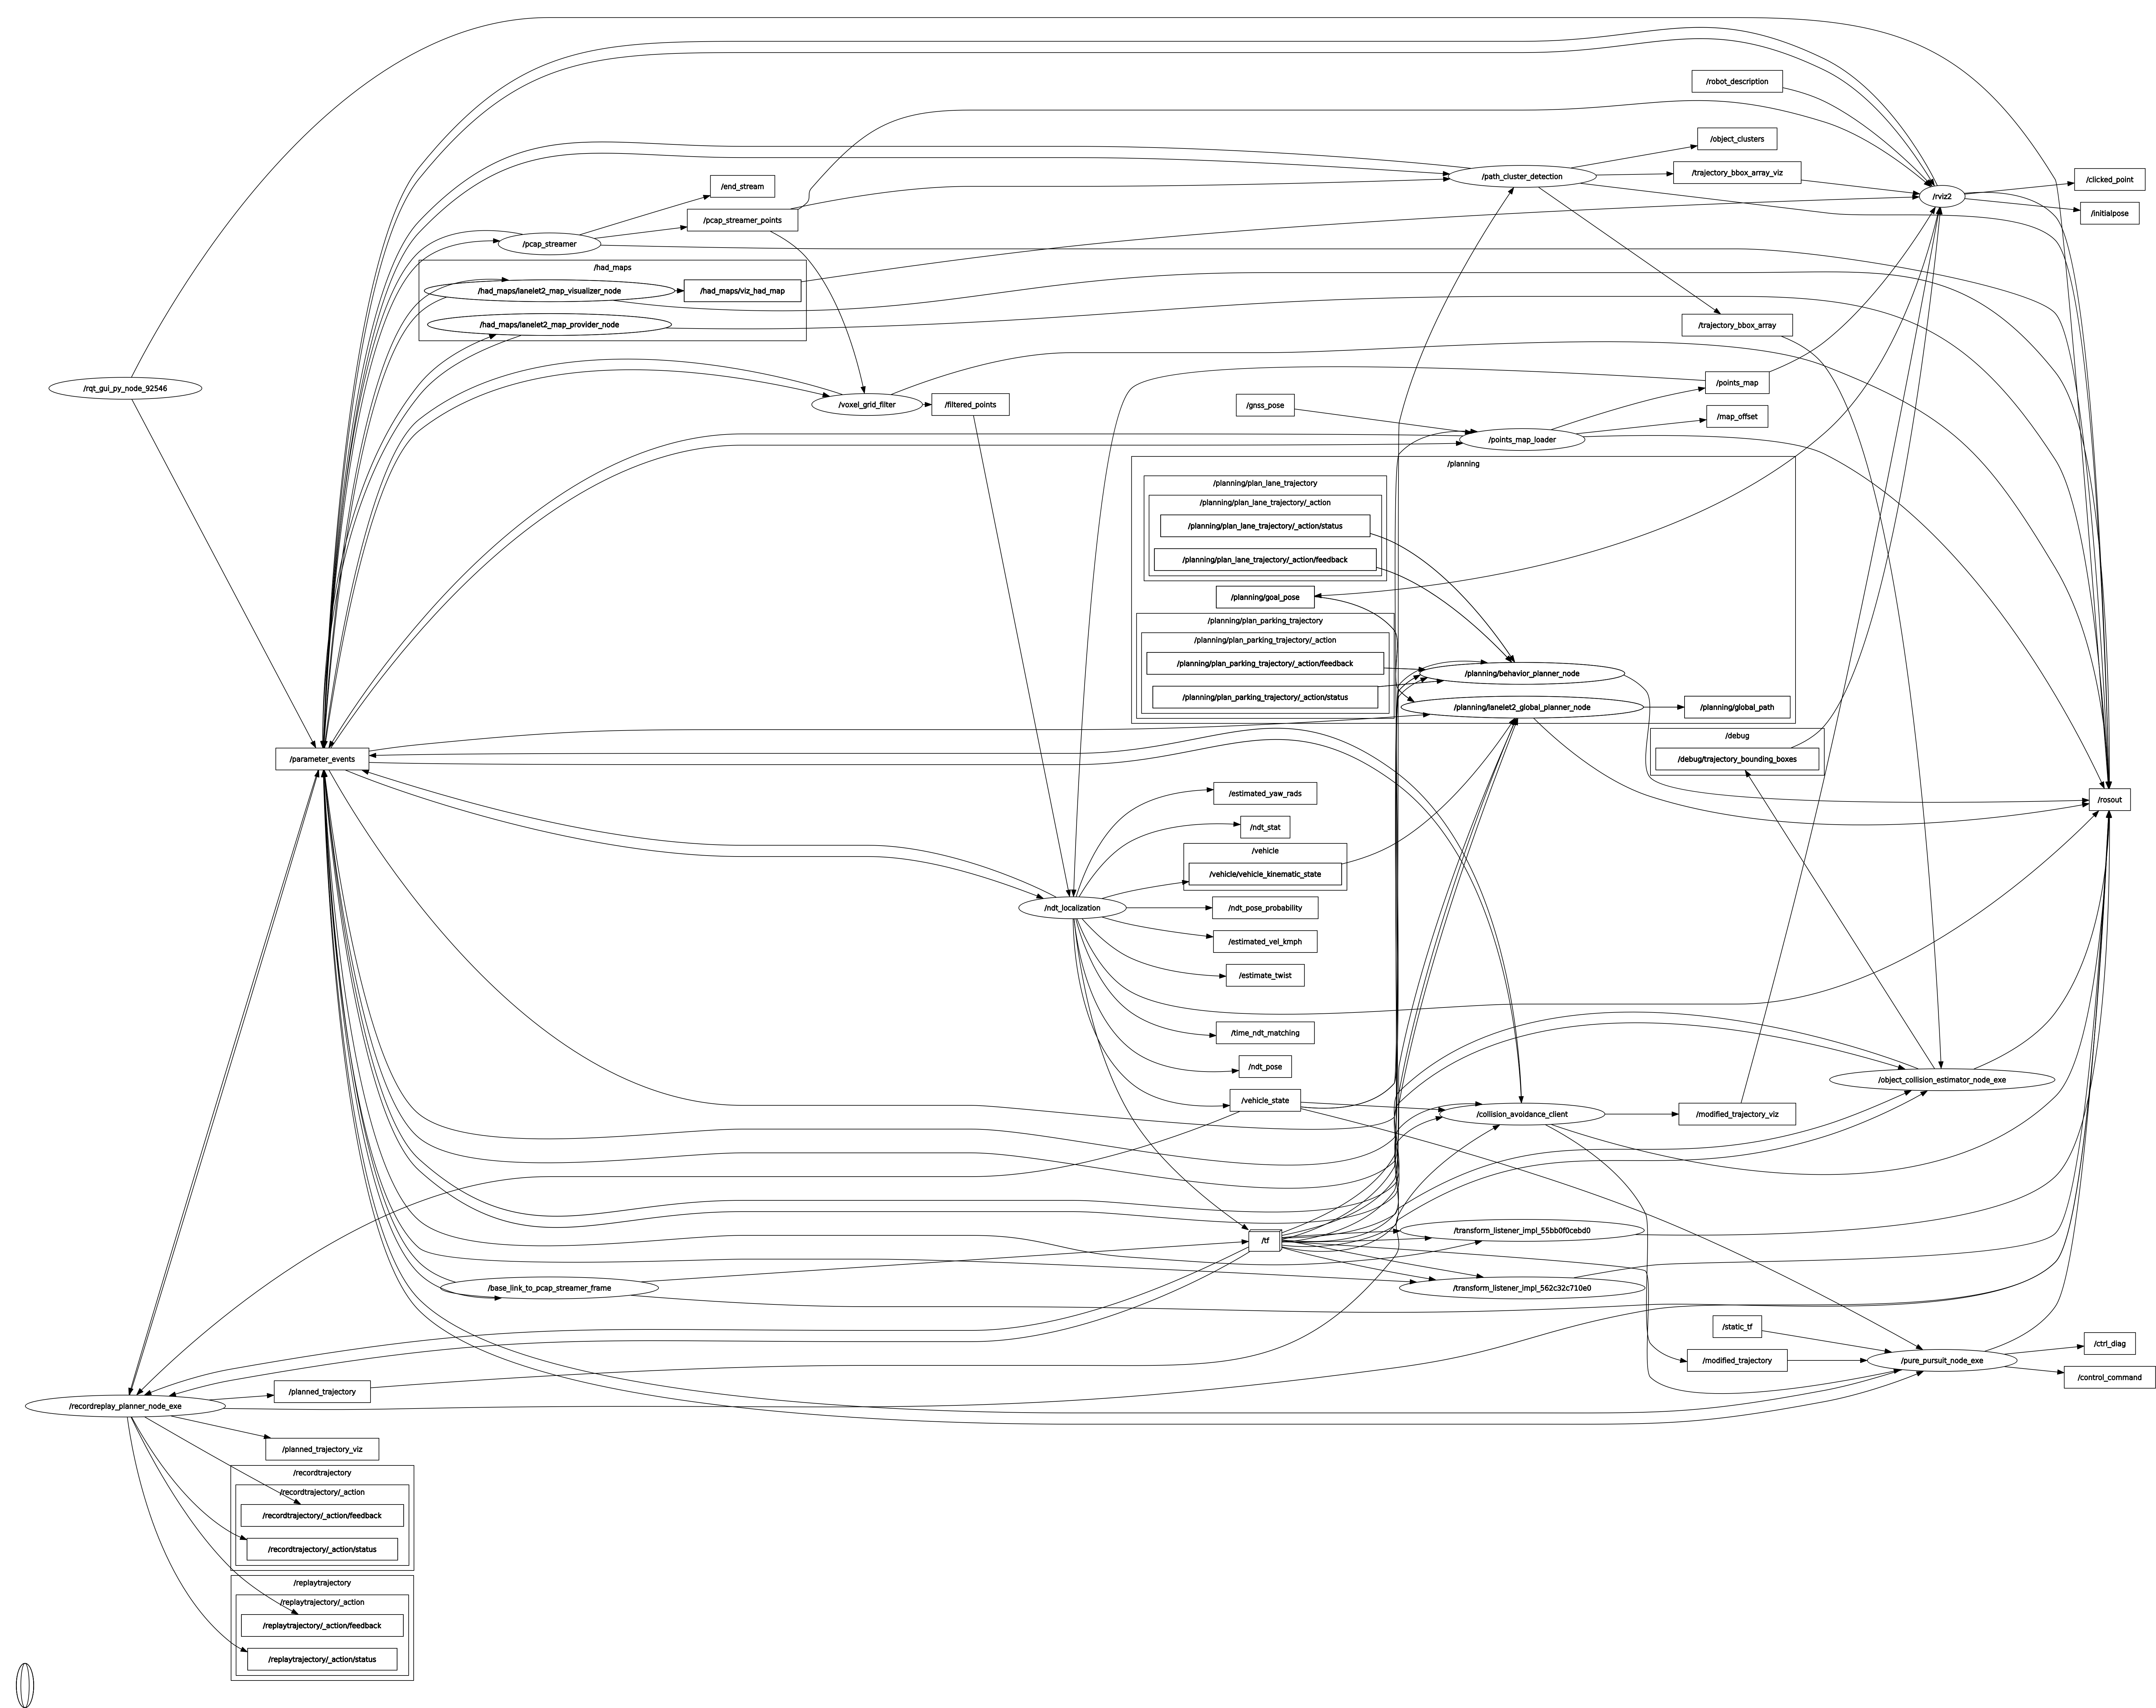 /robot_description
/object_clusters
/path_cluster_detection
/trajectory_bbox_array_viz
/clicked_point
/end_stream
/rviz2
/initialpose
/pcap_streamer_points
/pcap_streamer
/had_maps
/had_maps/lanelet2_map_visualizer_node
/had_maps/viz_had_map
/had_maps/lanelet2_map_provider_node
/trajectory_bbox_array
/rqt_gui_py_node_92546
/points_map
/voxel_grid_filter
/filtered_points
/gnss_pose
/map_offset
/points_map_loader
/planning
/planning/plan_lane_trajectory
/planning/plan_lane_trajectory/_action
/planning/plan_lane_trajectory/_action/status
/planning/plan_lane_trajectory/_action/feedback
/planning/goal_pose
/planning/plan_parking_trajectory
/planning/plan_parking_trajectory/_action
/planning/plan_parking_trajectory/_action/feedback
/planning/behavior_planner_node
/planning/plan_parking_trajectory/_action/status
/planning/lanelet2_global_planner_node
/planning/global_path
/debug
/parameter_events
/debug/trajectory_bounding_boxes
/estimated_yaw_rads
/rosout
/ndt_stat
/vehicle
/vehicle/vehicle_kinematic_state
/ndt_localization
/ndt_pose_probability
/estimated_vel_kmph
/estimate_twist
/time_ndt_matching
/ndt_pose
/object_collision_estimator_node_exe
/vehicle_state
/collision_avoidance_client
/modified_trajectory_viz
/transform_listener_impl_55bb0f0cebd0
/tf
/base_link_to_pcap_streamer_frame
/transform_listener_impl_562c32c710e0
/static_tf
/ctrl_diag
/modified_trajectory
/pure_pursuit_node_exe
/control_command
/planned_trajectory
/recordreplay_planner_node_exe
/planned_trajectory_viz
/recordtrajectory
/recordtrajectory/_action
/recordtrajectory/_action/feedback
/recordtrajectory/_action/status
/replaytrajectory
/replaytrajectory/_action
/replaytrajectory/_action/feedback
/replaytrajectory/_action/status